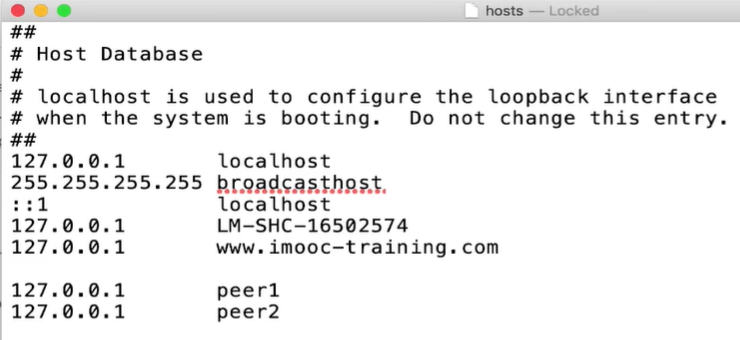 hosts — Locked
##
# Host Database
#
# localhost is used to configure the loopback interface
# when the system is booting.  Do not change this entry.
##
127.0.0.1       localhost
255.255.255.255 broadcasthost
::1             localhost
127.0.0.1       LM-SHC-16502574
127.0.0.1       www.imooc-training.com
127.0.0.1       peer1
127.0.0.1       peer2